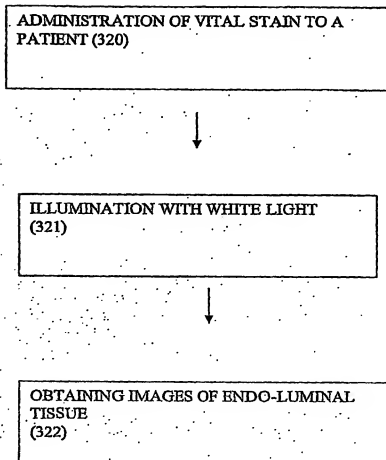 ADMINISTRATION OF VITAL STAIN TO A
PATIENT (320)
ILLUMINATION WITH WHITE LIGHT
(321)
OBTAINING IMAGES OF ENDO-LUMINAL
TISSUE
(322)